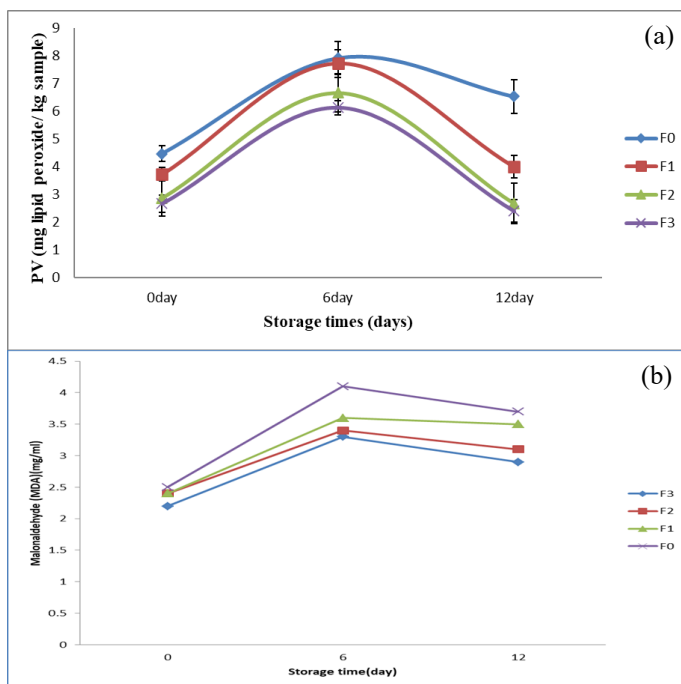 (a)
PV (mg lipid peroxide/ kg sample)
9
8
7
6
5
4
3
2
1
0
0day 6day 12day
Storage times (days)
F0
F1
F2
F3
(b)
Malonaldehyde (MDA)(mg/ml)
4.5
4
3.5
3
2.5
2
1.5
1
0.5
0
0 6 12
Storage time(day)
F3
F2
F1
F0